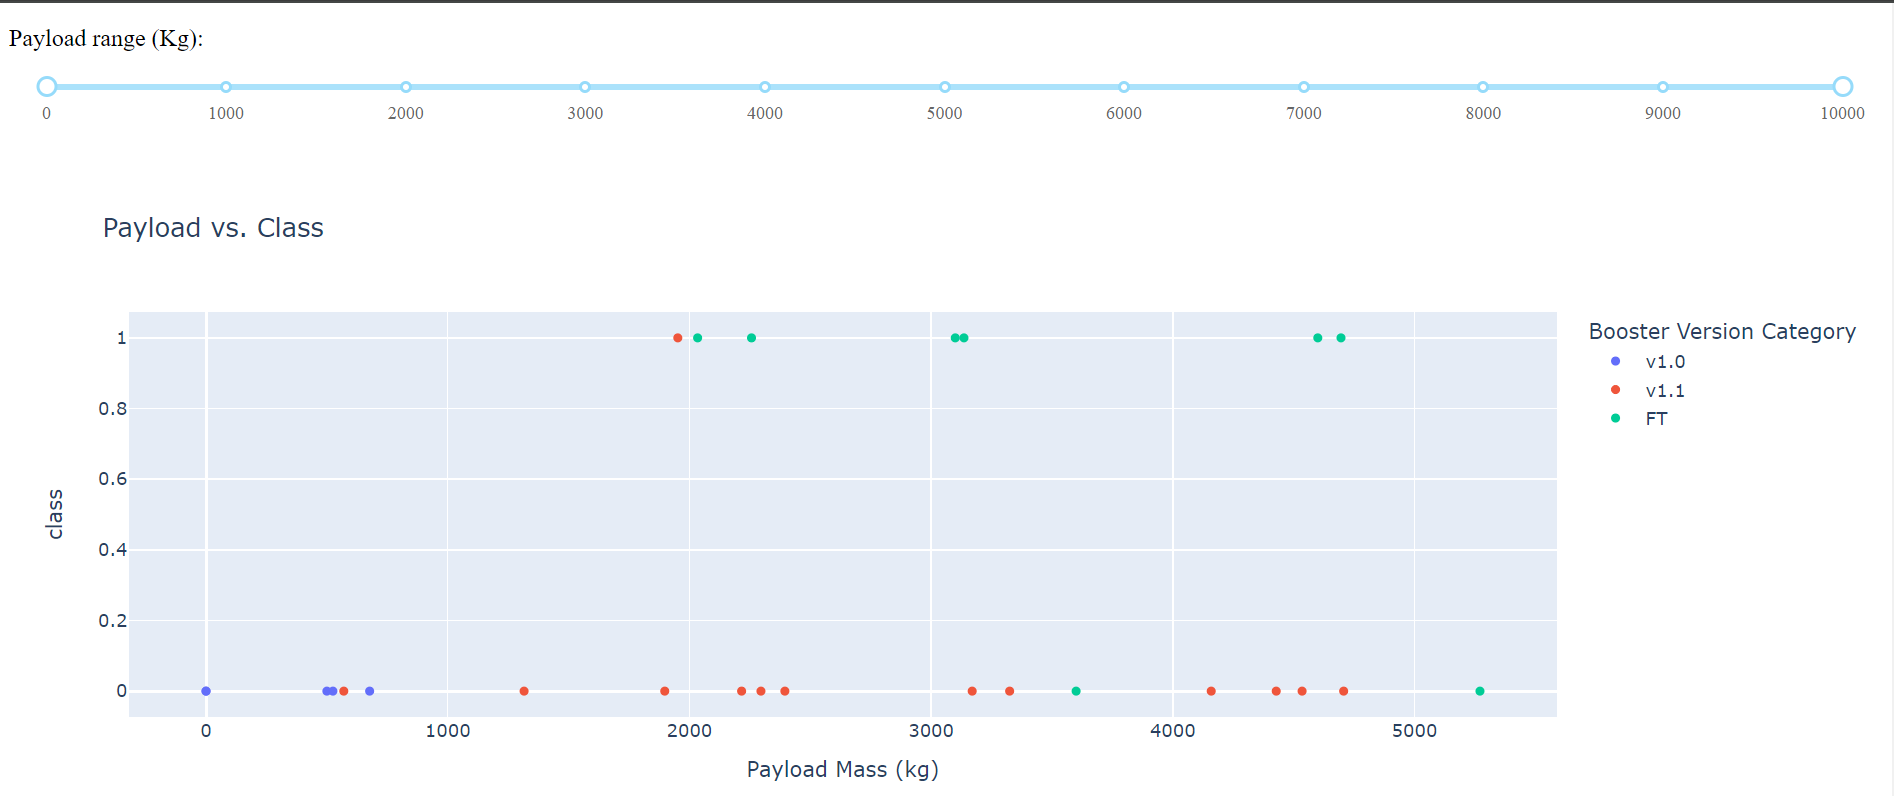 Payload range (Kg):
0 1000 2000 3000 4000 5000 6000 7000 8000 9000 10000
Payload vs. Class
Booster Version Category
v1.0
v1.1
FT
1
0.8
0.6
0.4
0.2
0
class
0 1000 2000 3000 4000 5000
Payload Mass (kg)